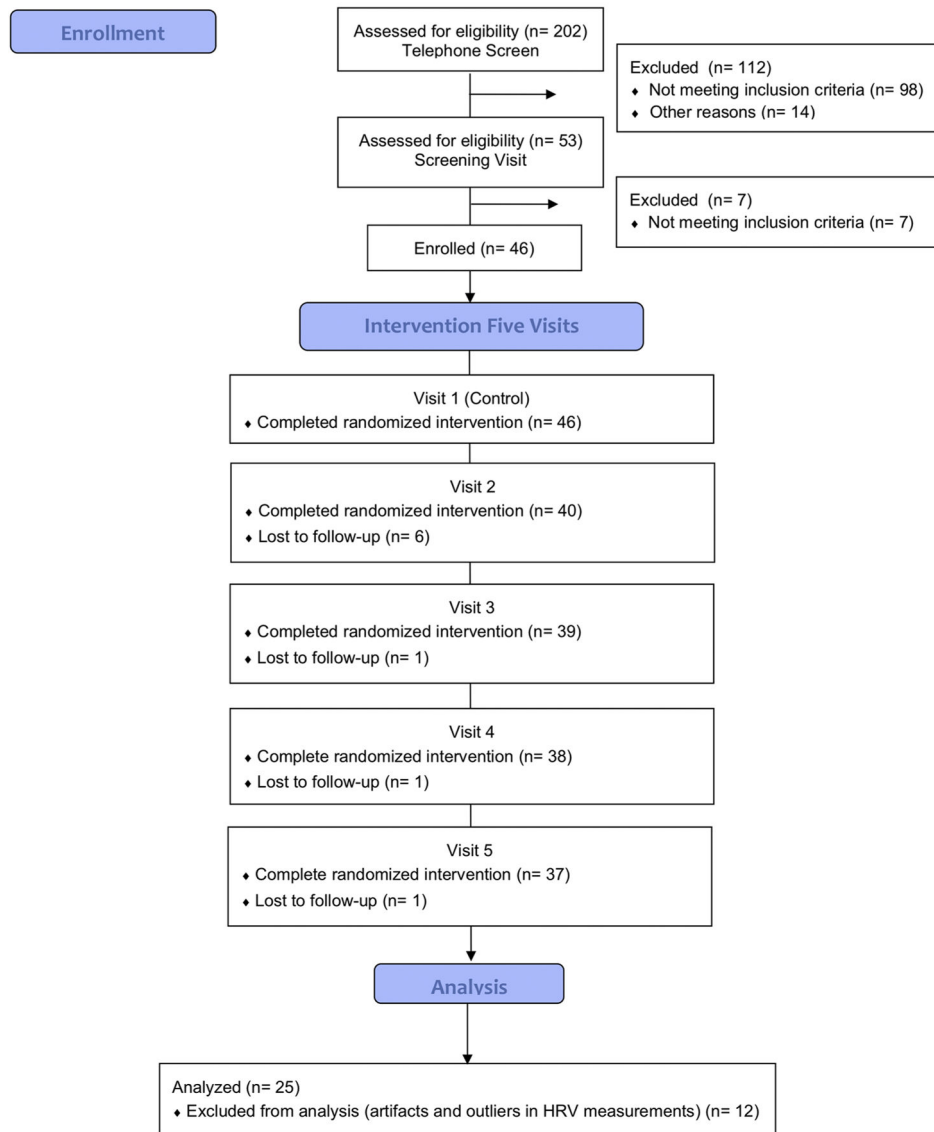 Enrollment
Assessed for eligibility (n= 202)
Telephone Screen
Excluded (n= 112)
♦ Not meeting inclusion criteria (n= 98)
♦ Other reasons (n= 14)
Assessed for eligibility (n= 53)
Screening Visit
Excluded (n= 7)
♦ Not meeting inclusion criteria (n= 7)
Enrolled (n= 46)
Intervention Five Visits
Visit 1 (Control)
♦ Completed randomized intervention (n= 46)
Visit 2
♦ Completed randomized intervention (n= 40)
♦ Lost to follow-up (n= 6)
Visit 3
♦ Completed randomized intervention (n= 39)
♦ Lost to follow-up (n= 1)
Visit 4
♦ Complete randomized intervention (n= 38)
♦ Lost to follow-up (n= 1)
Visit 5
♦ Complete randomized intervention (n= 37)
♦ Lost to follow-up (n= 1)
Analysis
Analyzed (n= 25)
♦ Excluded from analysis (artifacts and outliers in HRV measurements) (n= 12)